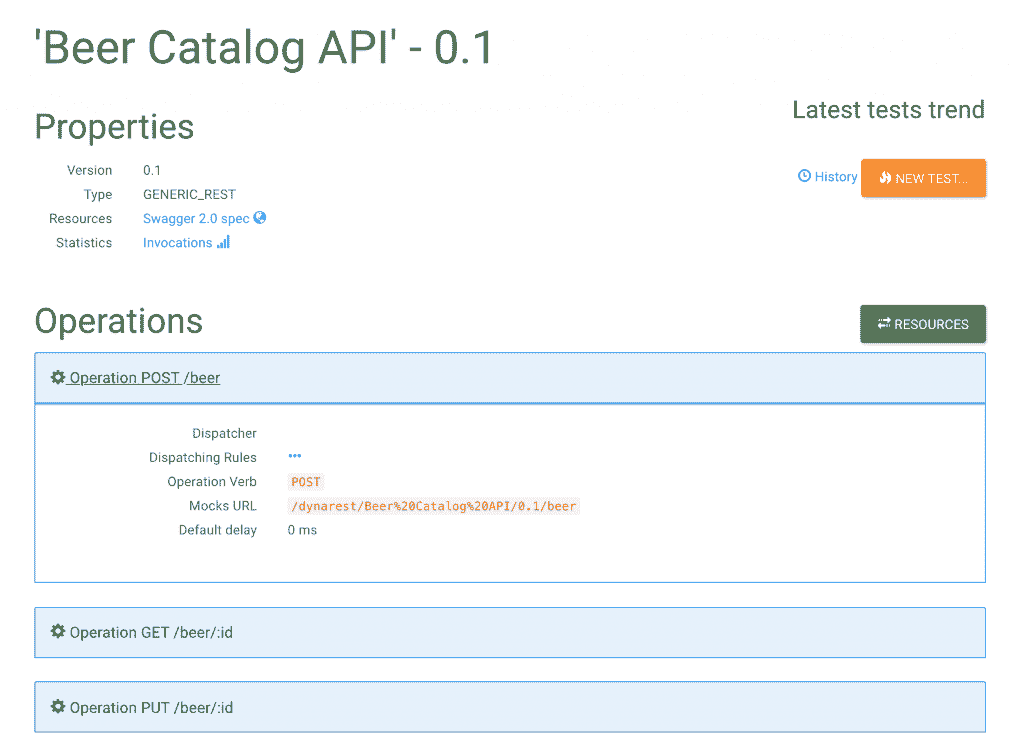 'Beer Catalog API' - 0.1
Latest tests trend
Properties
Version 0.1
History NEW TEST...
Type GENERIC_REST
Resources Swagger 2.0 spec
Statistics Invocations
Operations
RESOURCES
Operation POST /beer
Dispatcher
Dispatching Rules •••
Operation Verb POST
Mocks URL /dynarest/Beer%20Catalog%20API/0.1/beer
Default delay 0 ms
Operation GET /beer/:id
Operation PUT /beer/:id